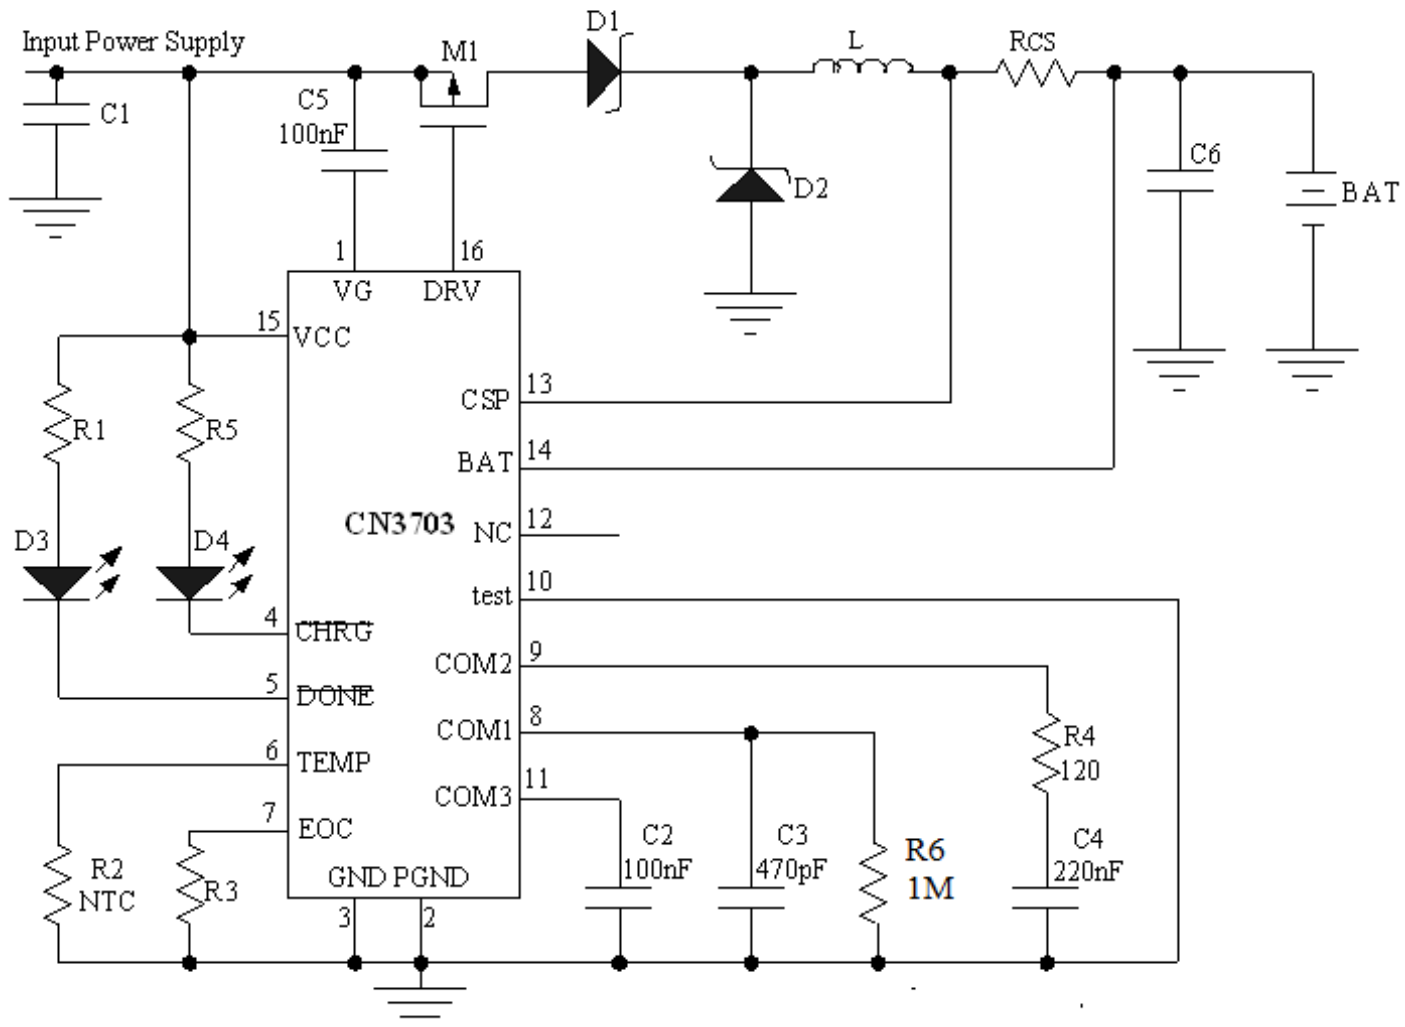 Input Power Supply
C1
C5
100nF
M1
D1
L
RCS
D2
C6
BAT
1
16
VG
DRV
15
VCC
13
CSP
14
BAT
R1
R5
CN3703
12
NC
D3
D4
10
test
4
CHRG
9
COM2
5
DONE
8
COM1
R4
120
6
TEMP
11
COM3
7
EOC
C2
100nF
C3
470pF
R6
1M
C4
220nF
R2
NTC
R3
GND PGND
3
2